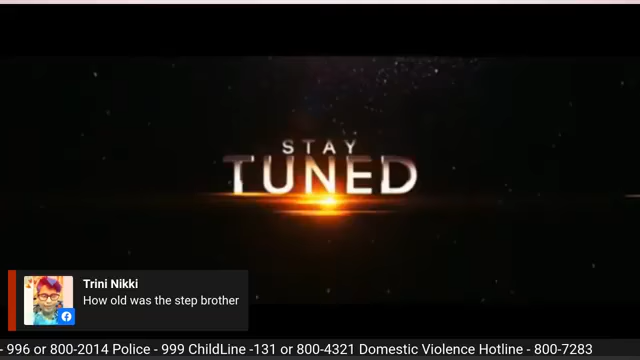 STAY
TUNED
Trini Nikki
How old was the step brother
- 996 or 800-2014 Police - 999 ChildLine -131 or 800-4321 Domestic Violence Hotline - 800-7283